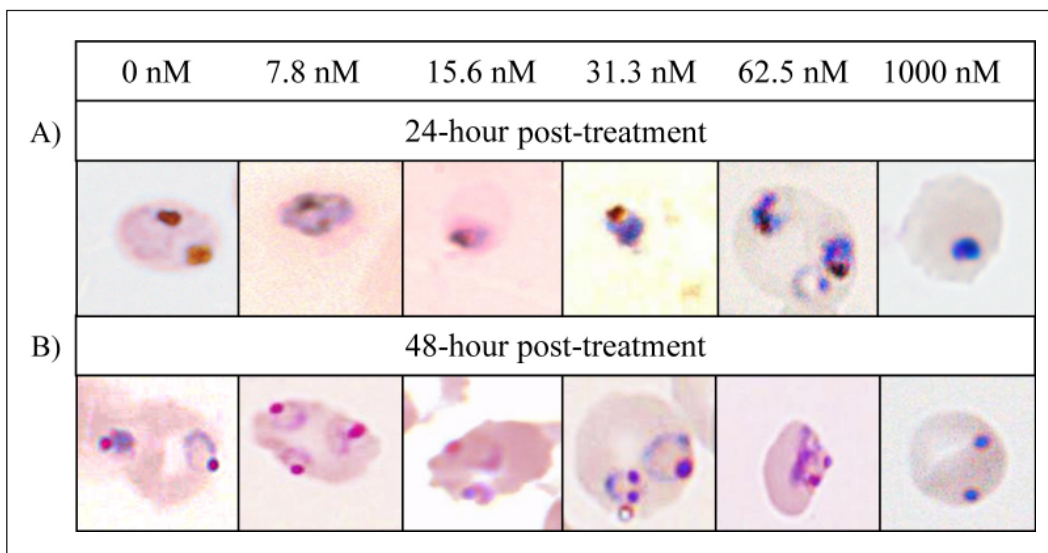 0 nM 7.8 nM 15.6 nM 31.3 nM 62.5 nM 1000 nM
A) 24-hour post-treatment
B) 48-hour post-treatment